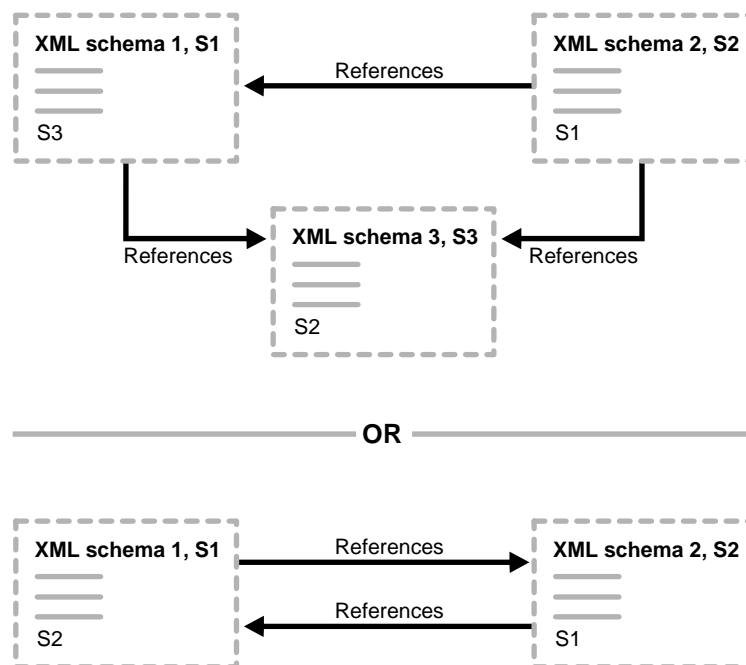 XML schema 1, S1
XML schema 2, S2
References
S3
S1
XML schema 3, S3
References
References
S2
OR
XML schema 1, S1
References
XML schema 2, S2
References
S2
S1